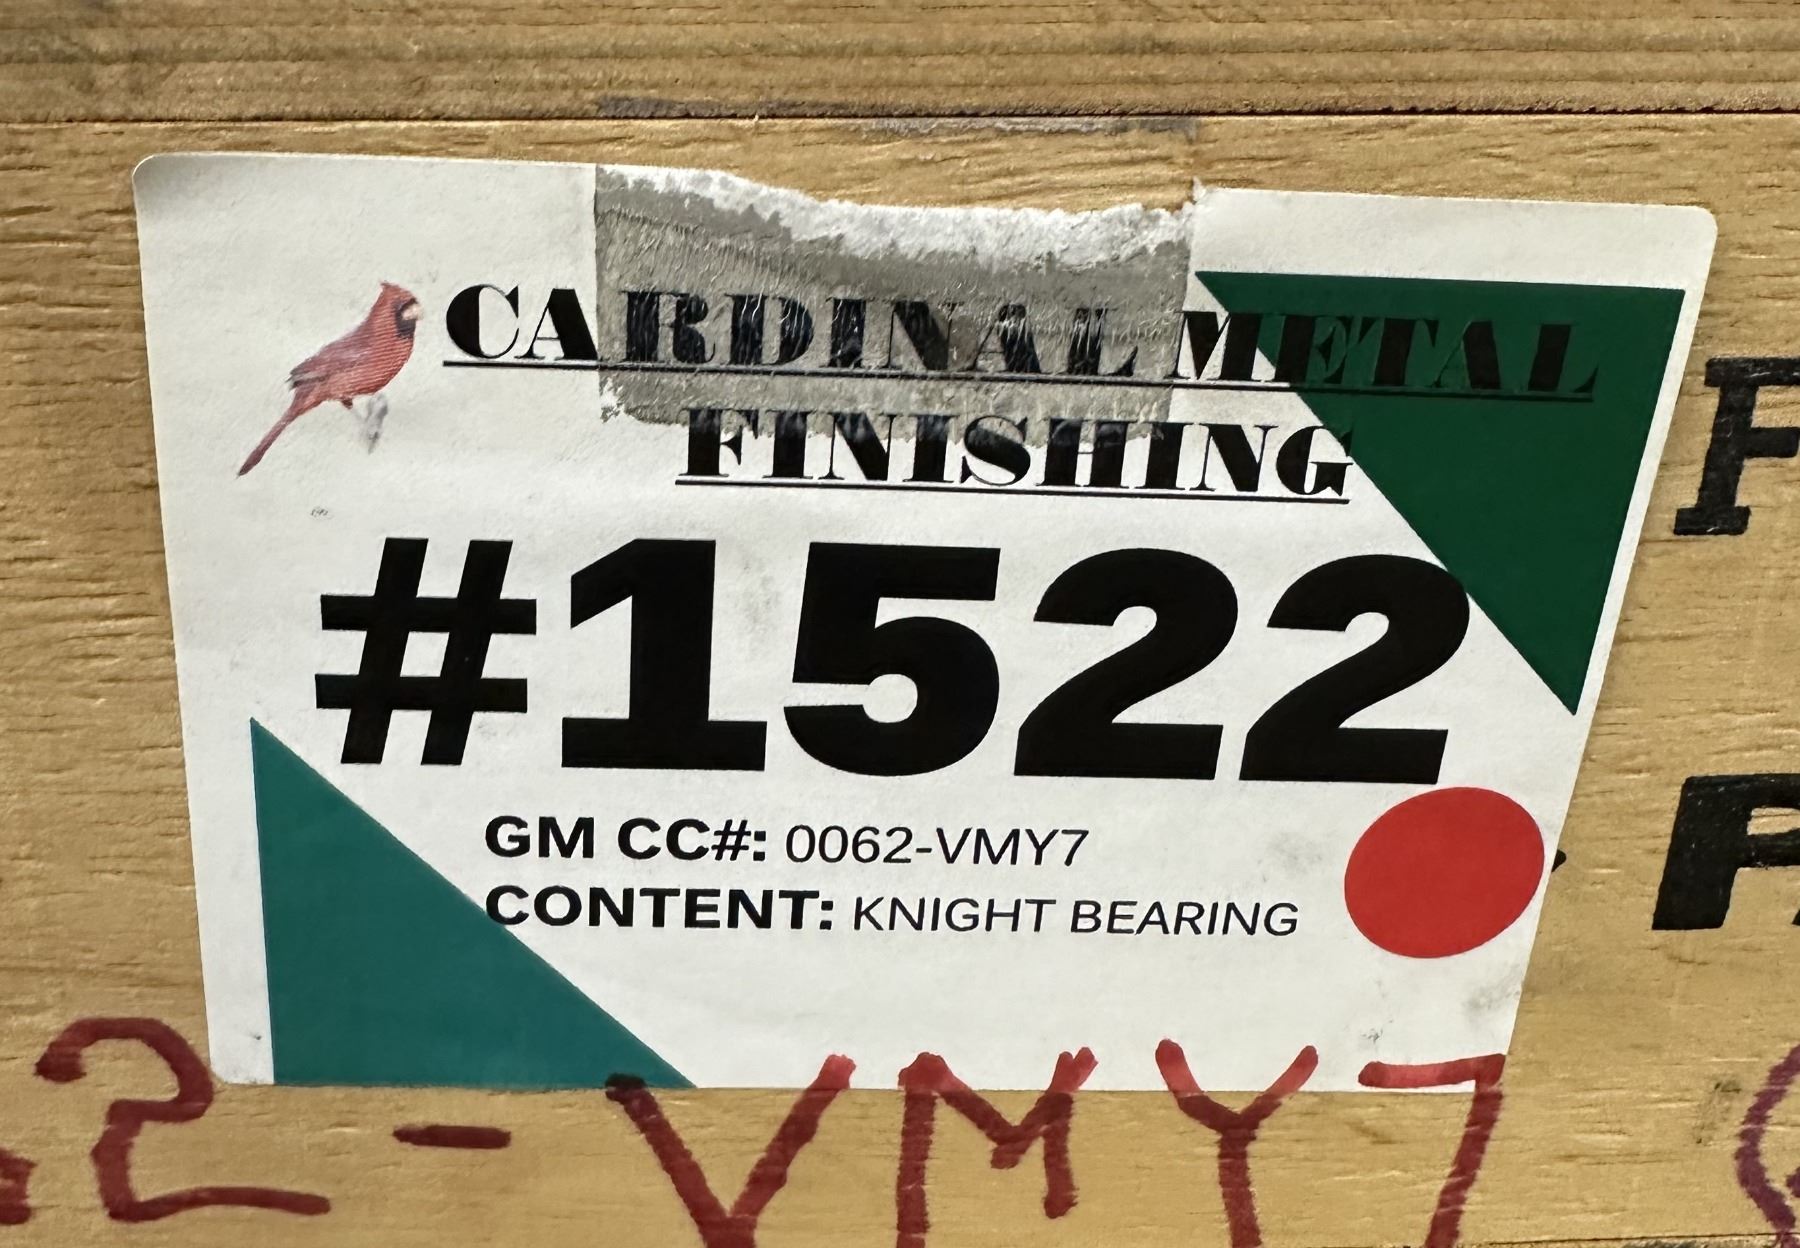 CARDINAL METAL
FINISHING
#1522
GM CC#: 0062-VMY7
CONTENT: KNIGHT BEARING
2-VMY7